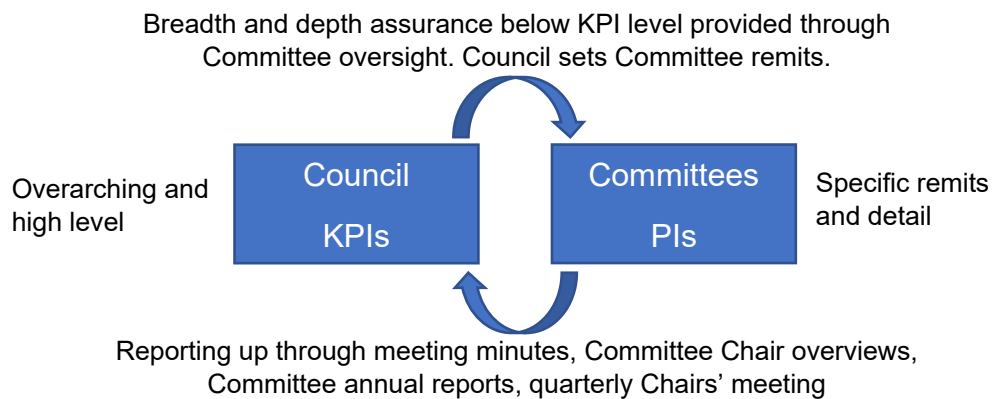 Breadth and depth assurance below KPI level provided through
Committee oversight. Council sets Committee remits.
Overarching and
high level
Council
KPIs
Committees
PIs
Specific remits
and detail
Reporting up through meeting minutes, Committee Chair overviews,
Committee annual reports, quarterly Chairs’ meeting